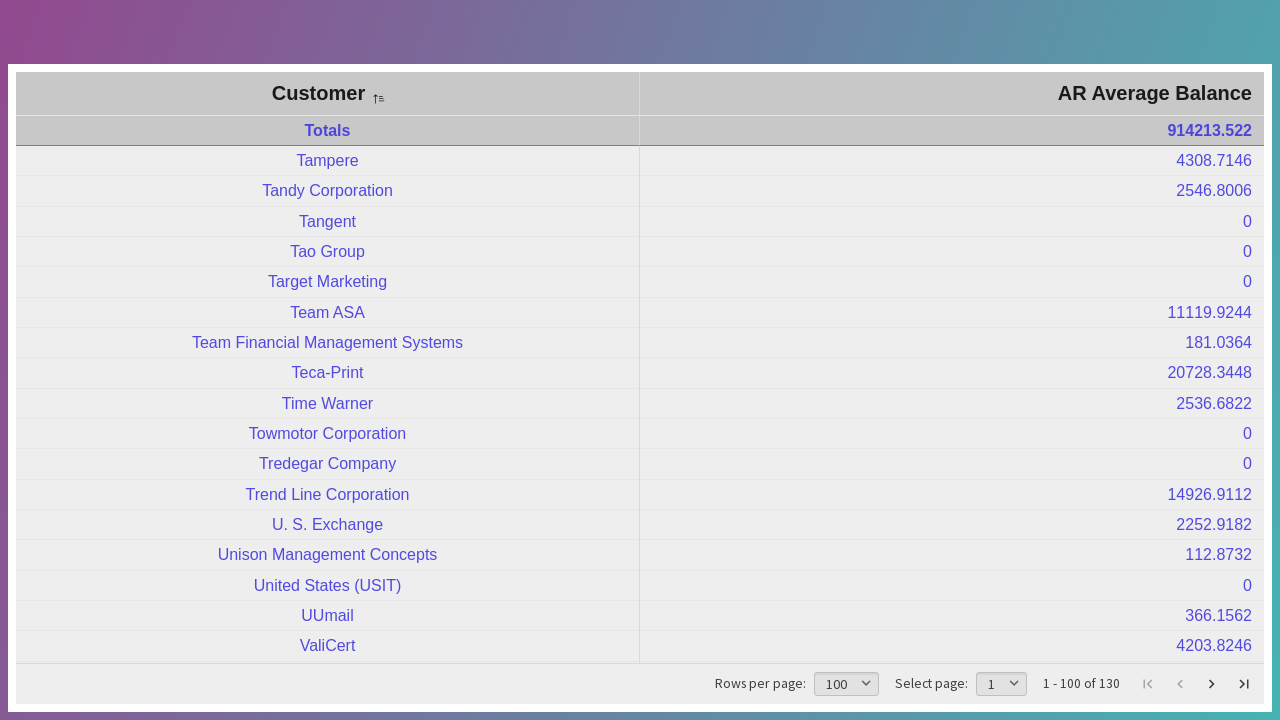 Customer AR Average Balance
Totals 914213.522
Tampere 4308.7146
Tandy Corporation 2546.8006
Tangent 0
Tao Group 0
Target Marketing 0
Team ASA 11119.9244
Team Financial Management Systems 181.0364
Teca-Print 20728.3448
Time Warner 2536.6822
Towmotor Corporation 0
Tredegar Company 0
Trend Line Corporation 14926.9112
U. S. Exchange 2252.9182
Unison Management Concepts 112.8732
United States (USIT) 0
UUmail 366.1562
ValiCert 4203.8246
Rows per page: 100 Select page: 1 1 - 100 of 130